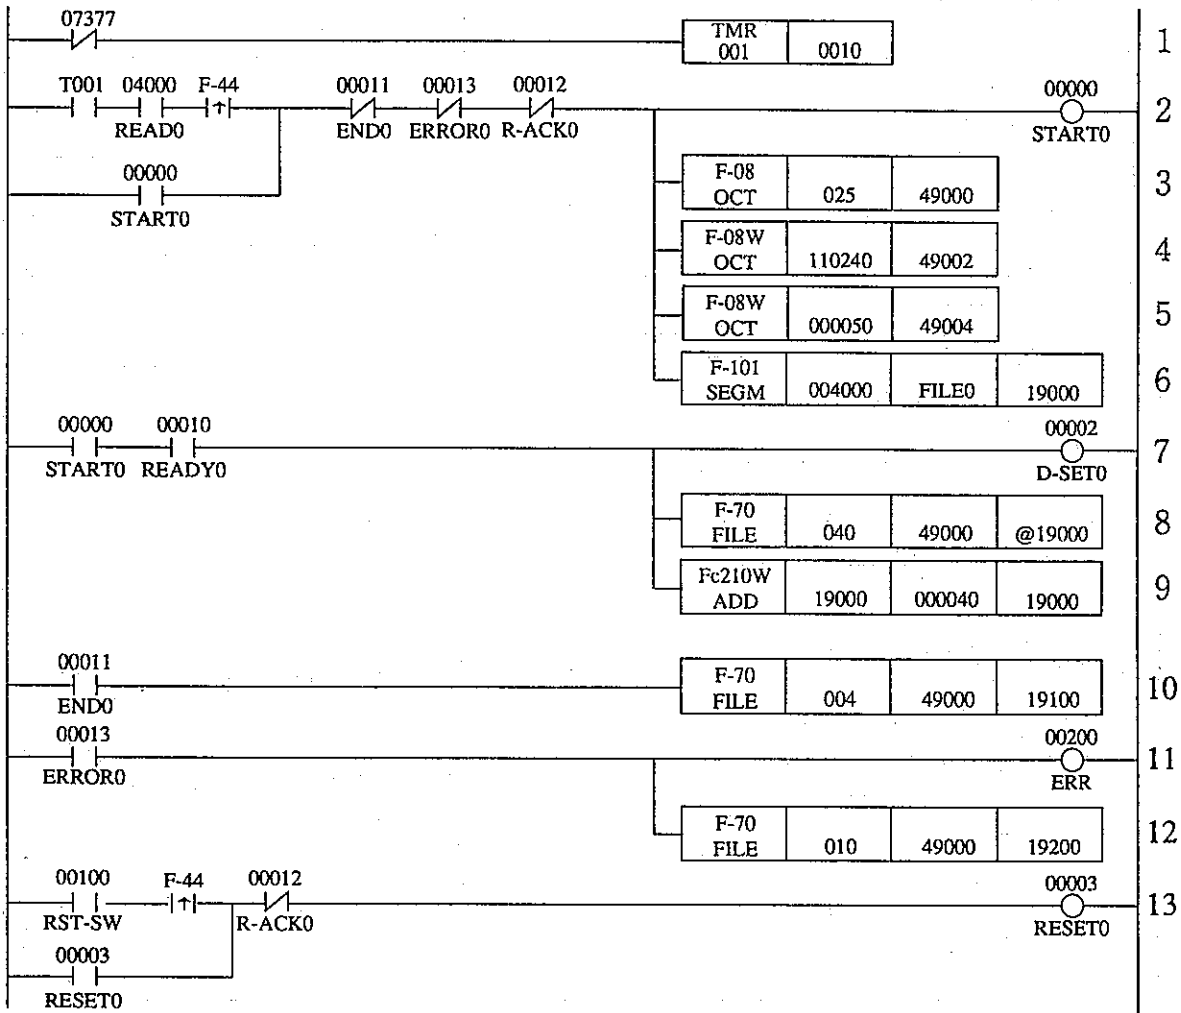 07377
TMR
001 0010 1
T001 04000 F-44 00011 00013 00012 00000
READ0 END0 ERROR0 R-ACK0 START0 2
00000
START0
F-08
OCT 025 49000 3
F-08W
OCT 110240 49002 4
F-08W
OCT 000050 49004 5
F-101
SEGM 004000 FILE0 19000 6
00000 00010 00002
START0 READY0 D-SET0 7
F-70
FILE 040 49000 @19000 8
Fc210W
ADD 19000 000040 19000 9
00011
END0
F-70
FILE 004 49000 19100 10
00013 00200
ERROR0 ERR 11
F-70
FILE 010 49000 19200 12
00100 F-44 00012 00003
RST-SW R-ACK0 RESET0 13
00003
RESET0